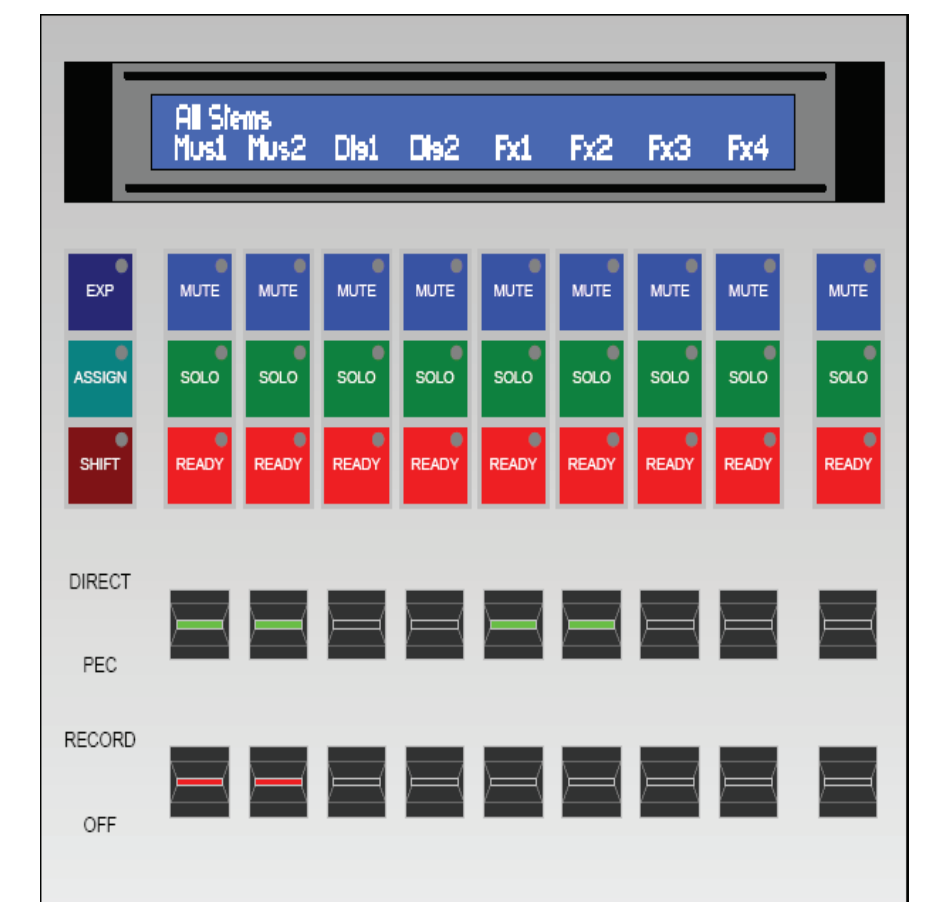 All Stems
Mus1 Mus2 Dlg1 Dlg2 Fx1 Fx2 Fx3 Fx4
EXP MUTE MUTE MUTE MUTE MUTE MUTE MUTE MUTE MUTE
ASSIGN SOLO SOLO SOLO SOLO SOLO SOLO SOLO SOLO SOLO
SHIFT READY READY READY READY READY READY READY READY READY
DIRECT
PEC
RECORD
OFF